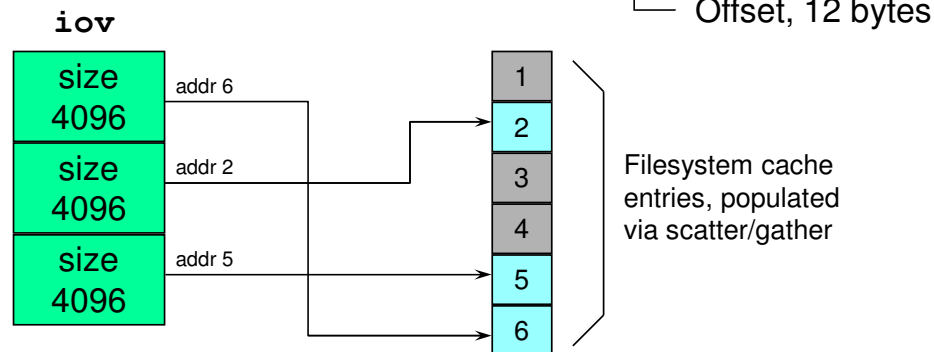 Offset, 12 bytes
iov
size
4096
addr 6
size
4096
addr 2
size
4096
addr 5
1
2
3
4
5
6
Filesystem cache
entries, populated
via scatter/gather